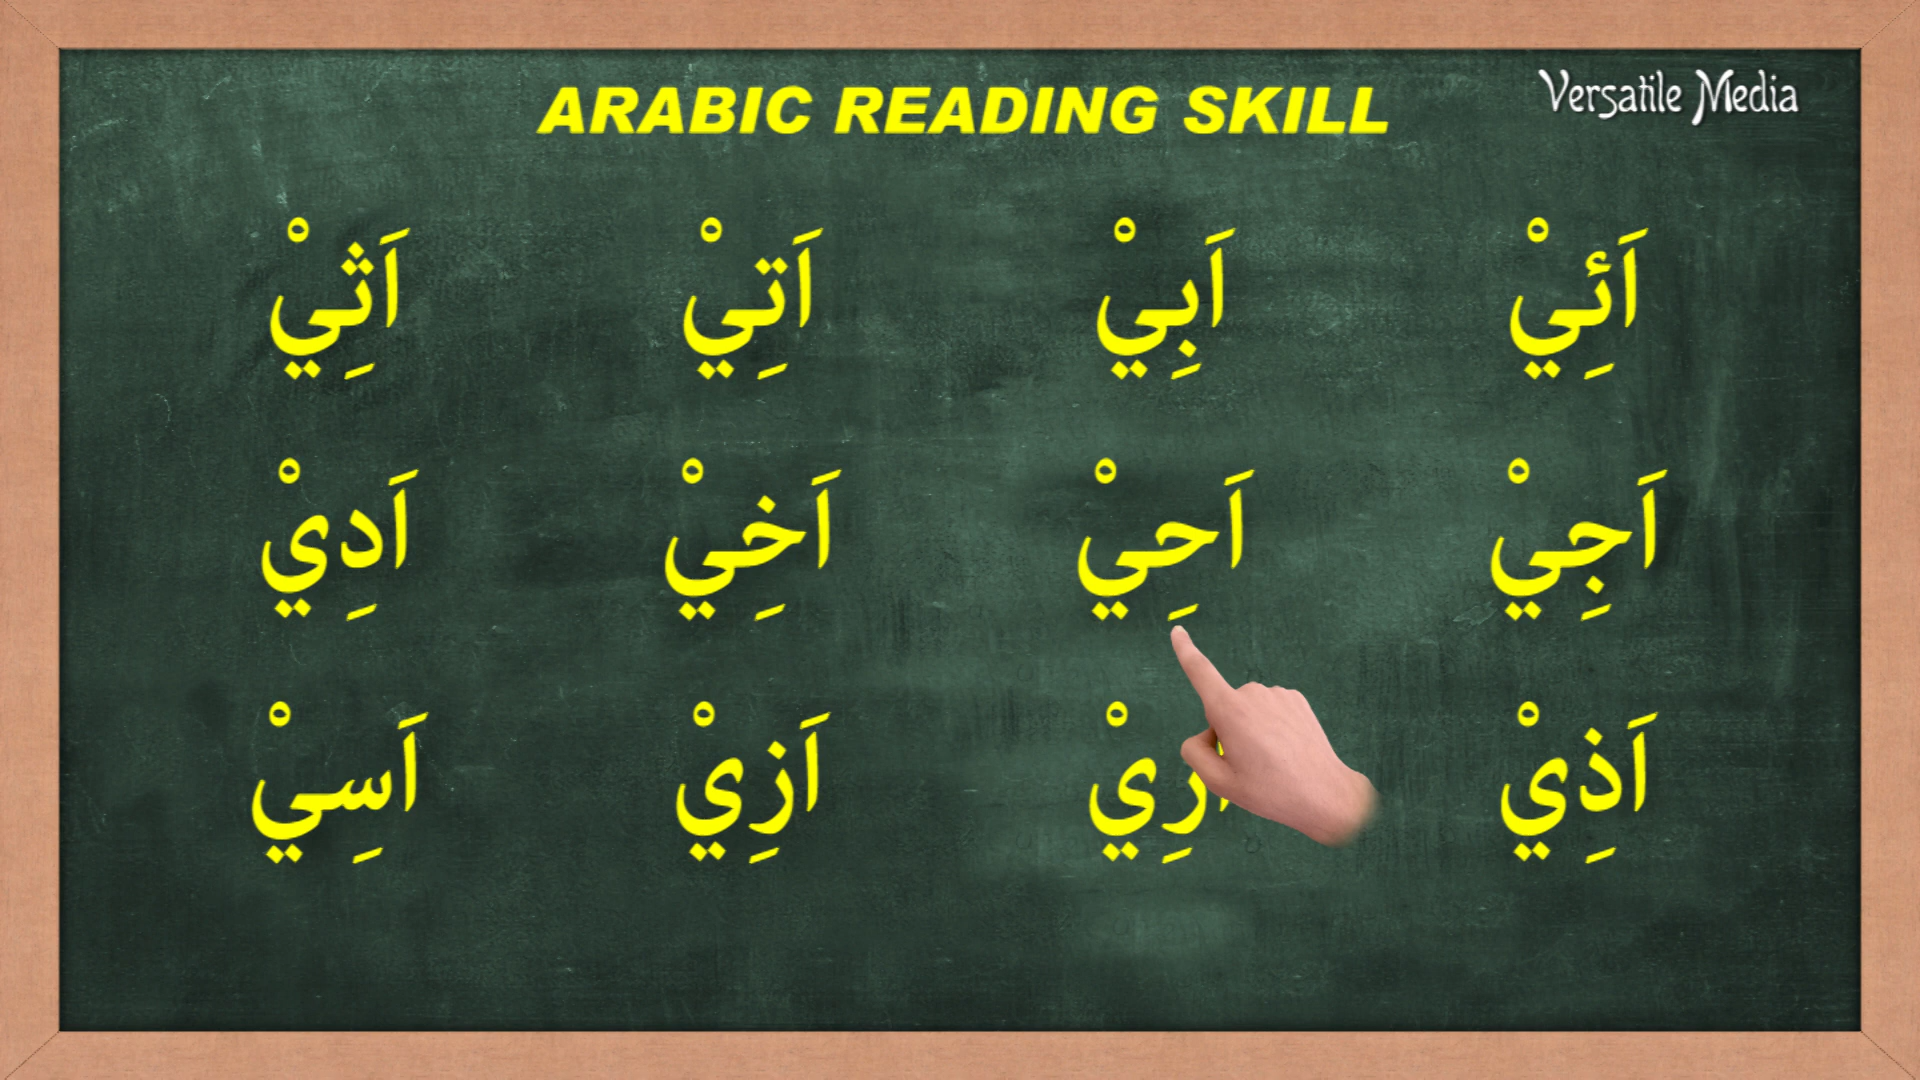 ARABIC READING SKILL
Versatile Media
اَئِيْ اَبِيْ اَتِيْ اَثِيْ
اَجِيْ اَحِيْ اَخِيْ اَدِيْ
اَذِيْ اَرِيْ اَزِيْ اَسِيْ